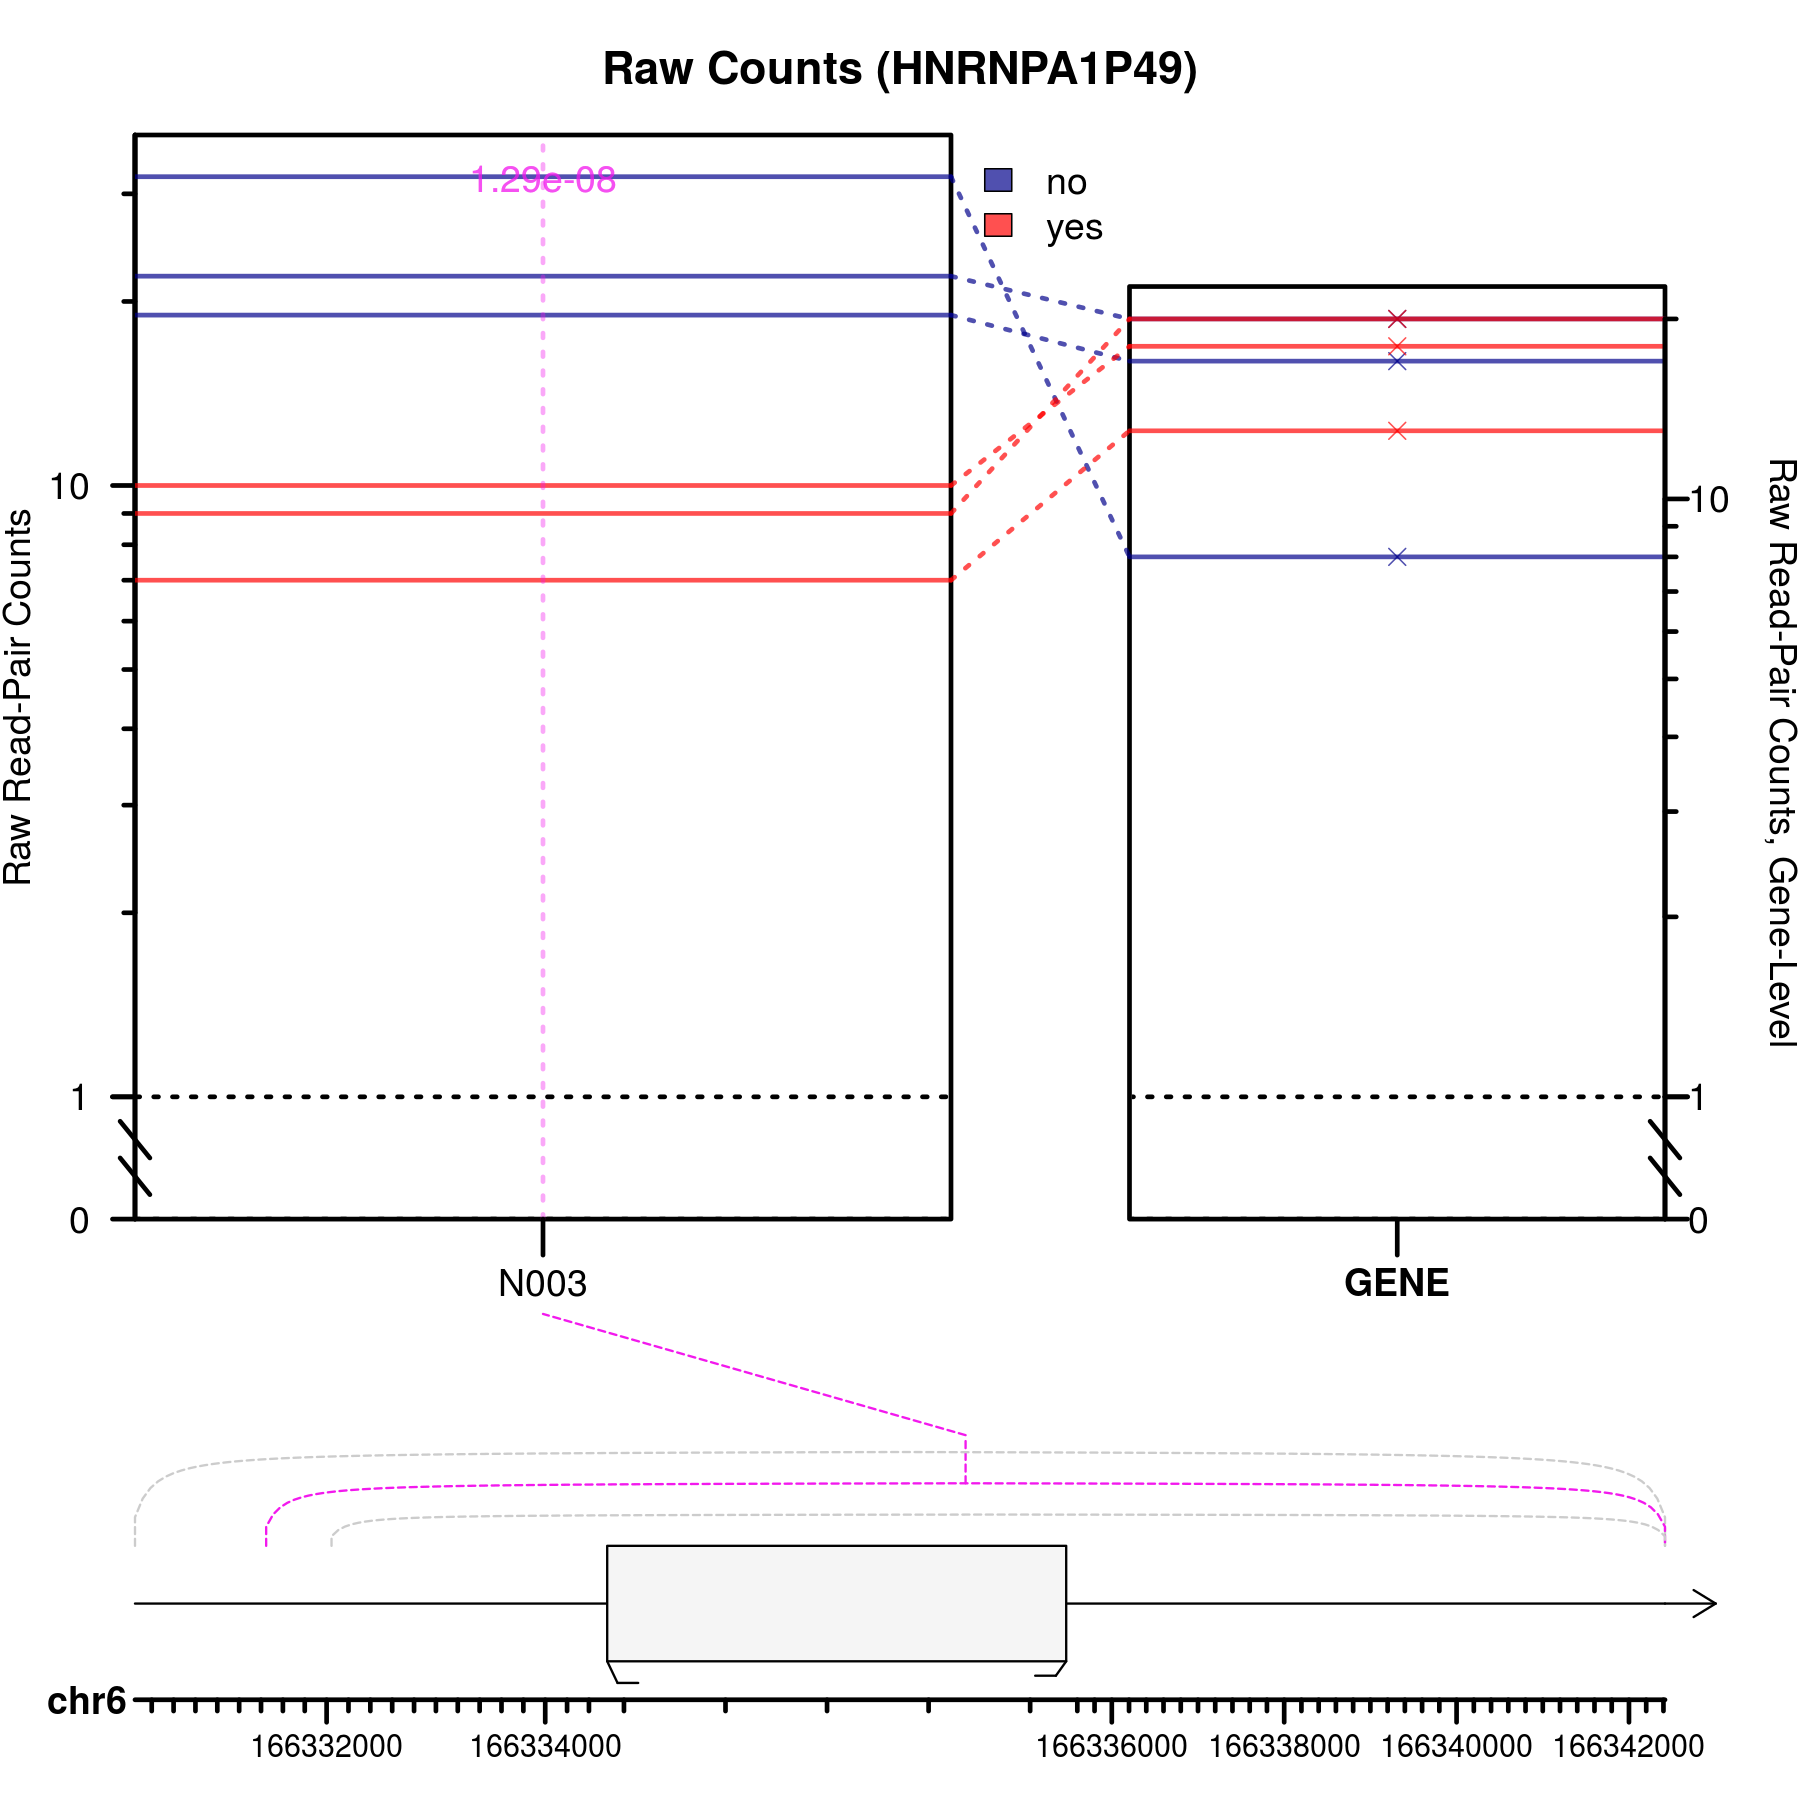 Raw Counts (HNRNPA1P49)
1.29e-08
no
yes
Raw Read-Pair Counts
10
1
0
10
1
0
Raw Read-Pair Counts, Gene-Level
N003
GENE
chr6
166332000
166334000
166336000
166338000
166340000
166342000